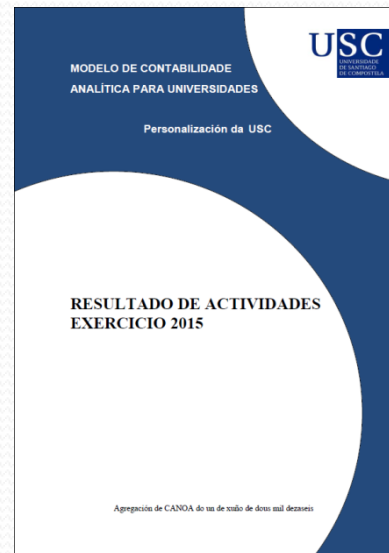 USC
UNIVERSIDADE
DE SANTIAGO
DE COMPOSTELA
MODELO DE CONTABILIDADE
ANALÍTICA PARA UNIVERSIDADES
Personalización da USC
RESULTADO DE ACTIVIDADES
EXERCICIO 2015
Agregación de CANOA do un de xuño de dous mil dezaseis